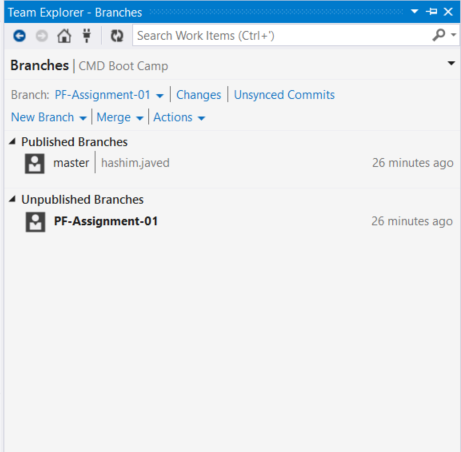 Team Explorer - Branches
Search Work Items (Ctrl+')
Branches | CMD Boot Camp
Branch: PF-Assignment-01 | Changes | Unsynced Commits
New Branch | Merge | Actions
Published Branches
master | hashim.javed 26 minutes ago
Unpublished Branches
PF-Assignment-01 26 minutes ago